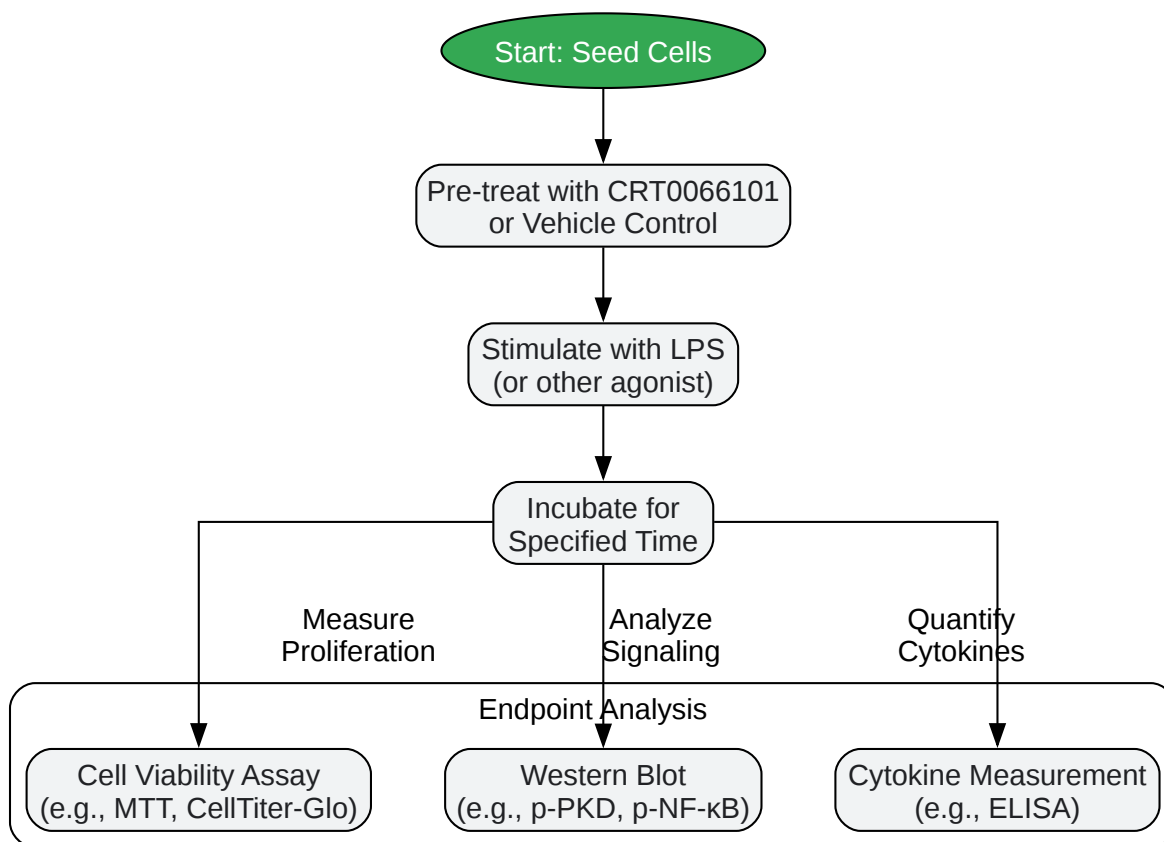 Start: Seed Cells
Pre-treat with CRT0066101
or Vehicle Control
Stimulate with LPS
(or other agonist)
Incubate for
Specified Time
Measure
Proliferation
Analyze
Signaling
Quantify
Cytokines
Endpoint Analysis
Cell Viability Assay
(e.g., MTT, CellTiter-Glo)
Western Blot
(e.g., p-PKD, p-NF-κB)
Cytokine Measurement
(e.g., ELISA)